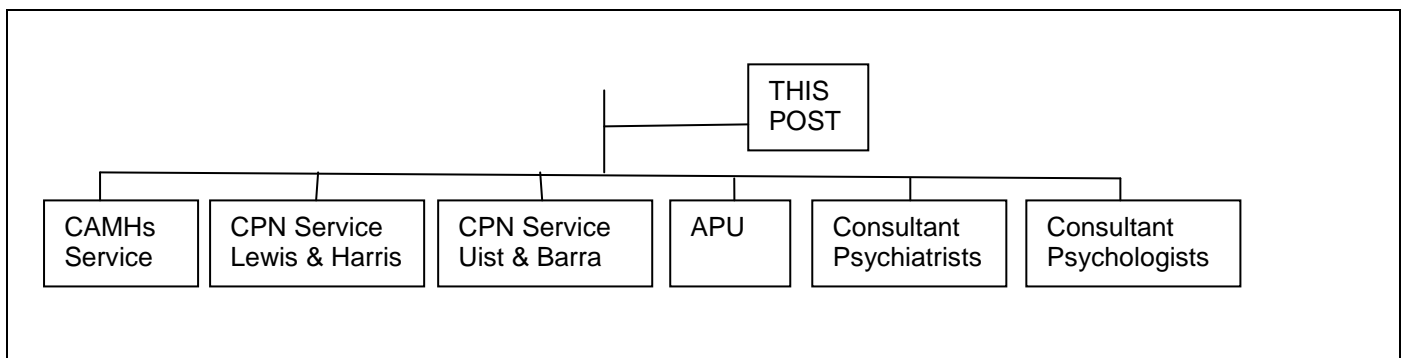 THIS
POST
CAMHs
Service
CPN Service
Lewis & Harris
CPN Service
Uist & Barra
APU
Consultant
Psychiatrists
Consultant
Psychologists